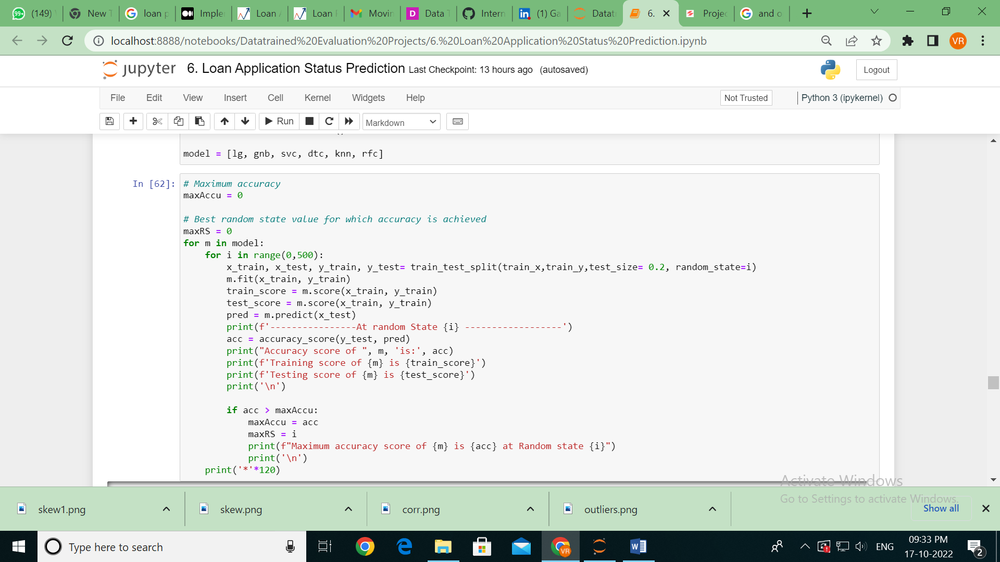 99+ (149) New T loan p Imple Loan / Loan Movin D Data Intern in (1) Ga Datat 6. Projec and o
localhost:8888/notebooks/Datatrained%20Evaluation%20Projects/6.%20Loan%20Application%20Status%20Prediction.ipynb VR
jupyter 6. Loan Application Status Prediction Last Checkpoint: 13 hours ago (autosaved) Logout
File Edit View Insert Cell Kernel Widgets Help Not Trusted Python 3 (ipykernel)
Run Markdown
model = [lg, gnb, svc, dtc, knn, rfc]
In [62]: # Maximum accuracy
maxAccu = 0
# Best random state value for which accuracy is achieved
maxRS = 0
for m in model:
for i in range(0,500):
x_train, x_test, y_train, y_test= train_test_split(train_x,train_y,test_size= 0.2, random_state=i)
m.fit(x_train, y_train)
train_score = m.score(x_train, y_train)
test_score = m.score(x_train, y_train)
pred = m.predict(x_test)
print(f'----------------At random State {i} ------------------')
acc = accuracy_score(y_test, pred)
print("Accuracy score of ", m, 'is:', acc)
print(f'Training score of {m} is {train_score}')
print(f'Testing score of {m} is {test_score}')
print('\n')
if acc > maxAccu:
maxAccu = acc
maxRS = i
print(f"Maximum accuracy score of {m} is {acc} at Random state {i}")
print('\n')
print('*'*120)
Activate Windows
Go to Settings to activate Windows.
skew1.png skew.png corr.png outliers.png Show all
Type here to search VR W ENG 09:33 PM
17-10-2022 2